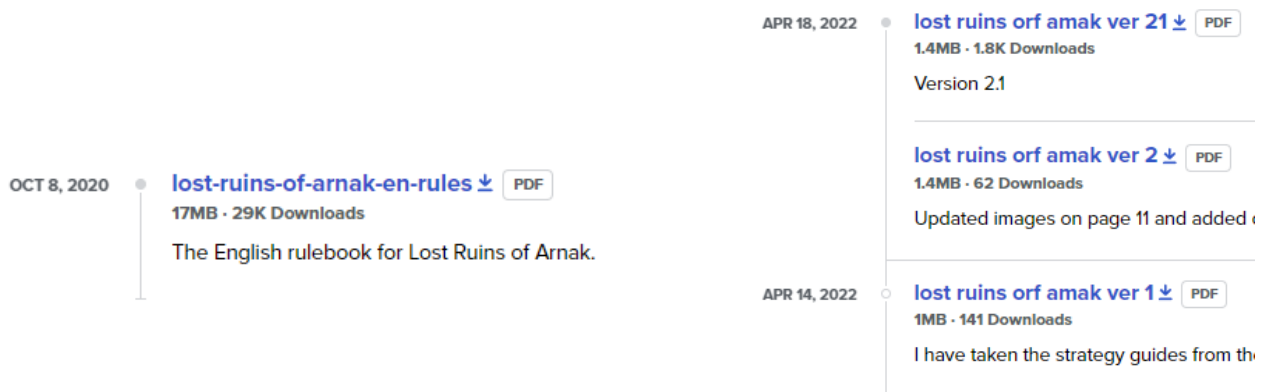 OCT 8, 2020
lost-ruins-of-arnak-en-rules PDF
17MB · 29K Downloads
The English rulebook for Lost Ruins of Arnak.
APR 18, 2022
lost ruins orf amak ver 21 PDF
1.4MB · 1.8K Downloads
Version 2.1
lost ruins orf amak ver 2 PDF
1.4MB · 62 Downloads
Updated images on page 11 and added
APR 14, 2022
lost ruins orf amak ver 1 PDF
1MB · 141 Downloads
I have taken the strategy guides from